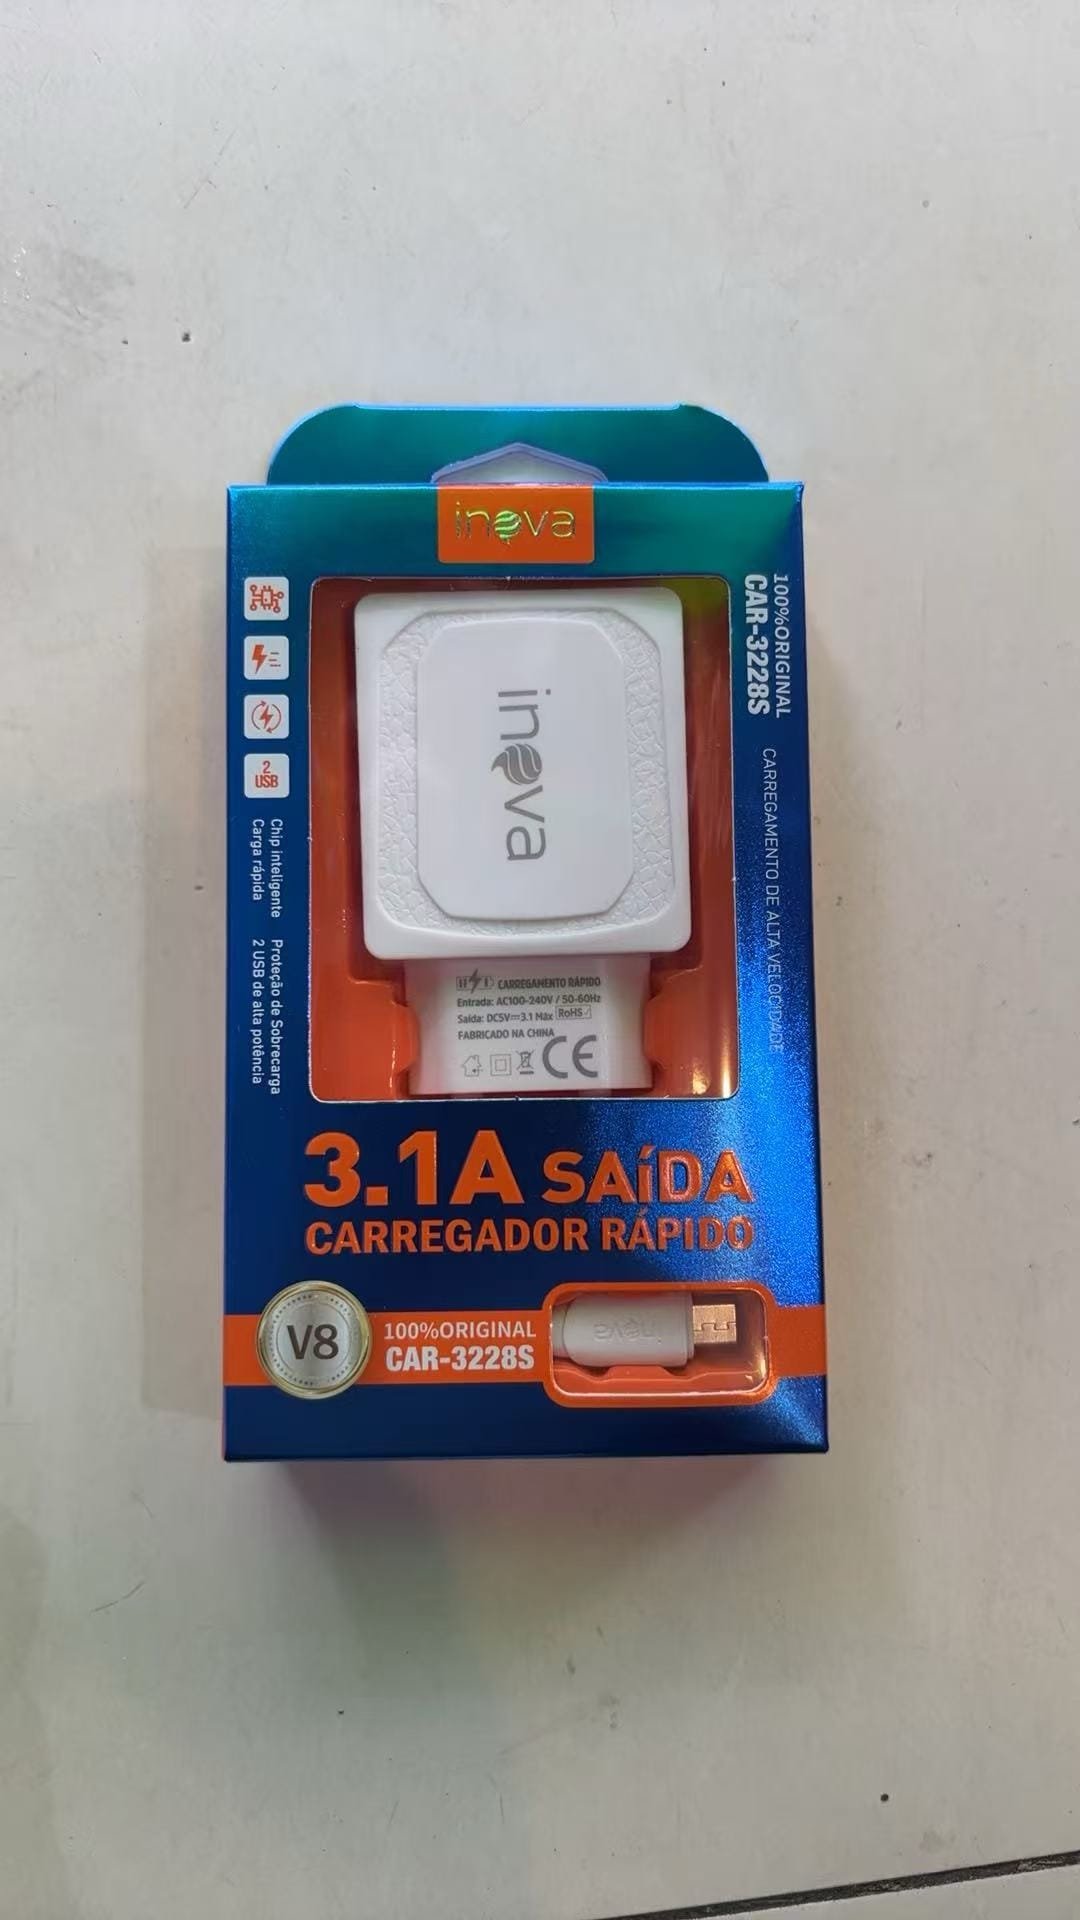 inova
100%ORIGINAL
CAR-3228S
CARREGAMENTO DE ALTA VELOCIDADE
2
USB
Chip inteligente
Carga rápida
Proteção de Sobrecarga
2 USB de alta potência
inova
CARREGAMENTO RÁPIDO
Entrada: AC100-240V / 50-60Hz
Saída: DC5V⎓3.1 Máx RoHS✓
FABRICADO NA CHINA
CE
3.1A SAíDA
CARREGADOR RÁPIDO
V8
100%ORIGINAL
CAR-3228S
inova